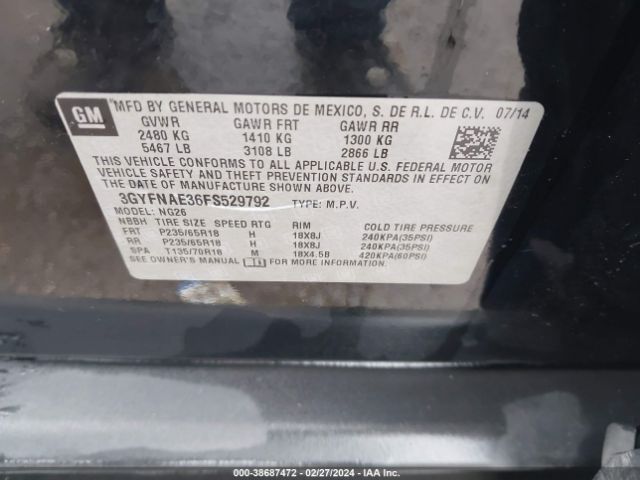 GM MFD BY GENERAL MOTORS DE MEXICO, S. DE R.L. DE C.V. 07/14
GVWR GAWR FRT GAWR RR
2480 KG 1410 KG 1300 KG
5467 LB 3108 LB 2866 LB
THIS VEHICLE CONFORMS TO ALL APPLICABLE U.S. FEDERAL MOTOR
VEHICLE SAFETY AND THEFT PREVENTION STANDARDS IN EFFECT ON
THE DATE OF MANUFACTURE SHOWN ABOVE.
3GYFNAE36FS529792 TYPE: M.P.V.
MODEL: NG26
NBBH TIRE SIZE SPEED RTG RIM COLD TIRE PRESSURE
FRT P235/65R18 H 18X8J 240KPA(35PSI)
RR P235/65R18 H 18X8J 240KPA(35PSI)
SPA T135/70R18 M 18X4.5B 420KPA(60PSI)
SEE OWNER'S MANUAL FOR MORE INFORMATION.
000-38687472 - 02/27/2024 - IAA Inc.